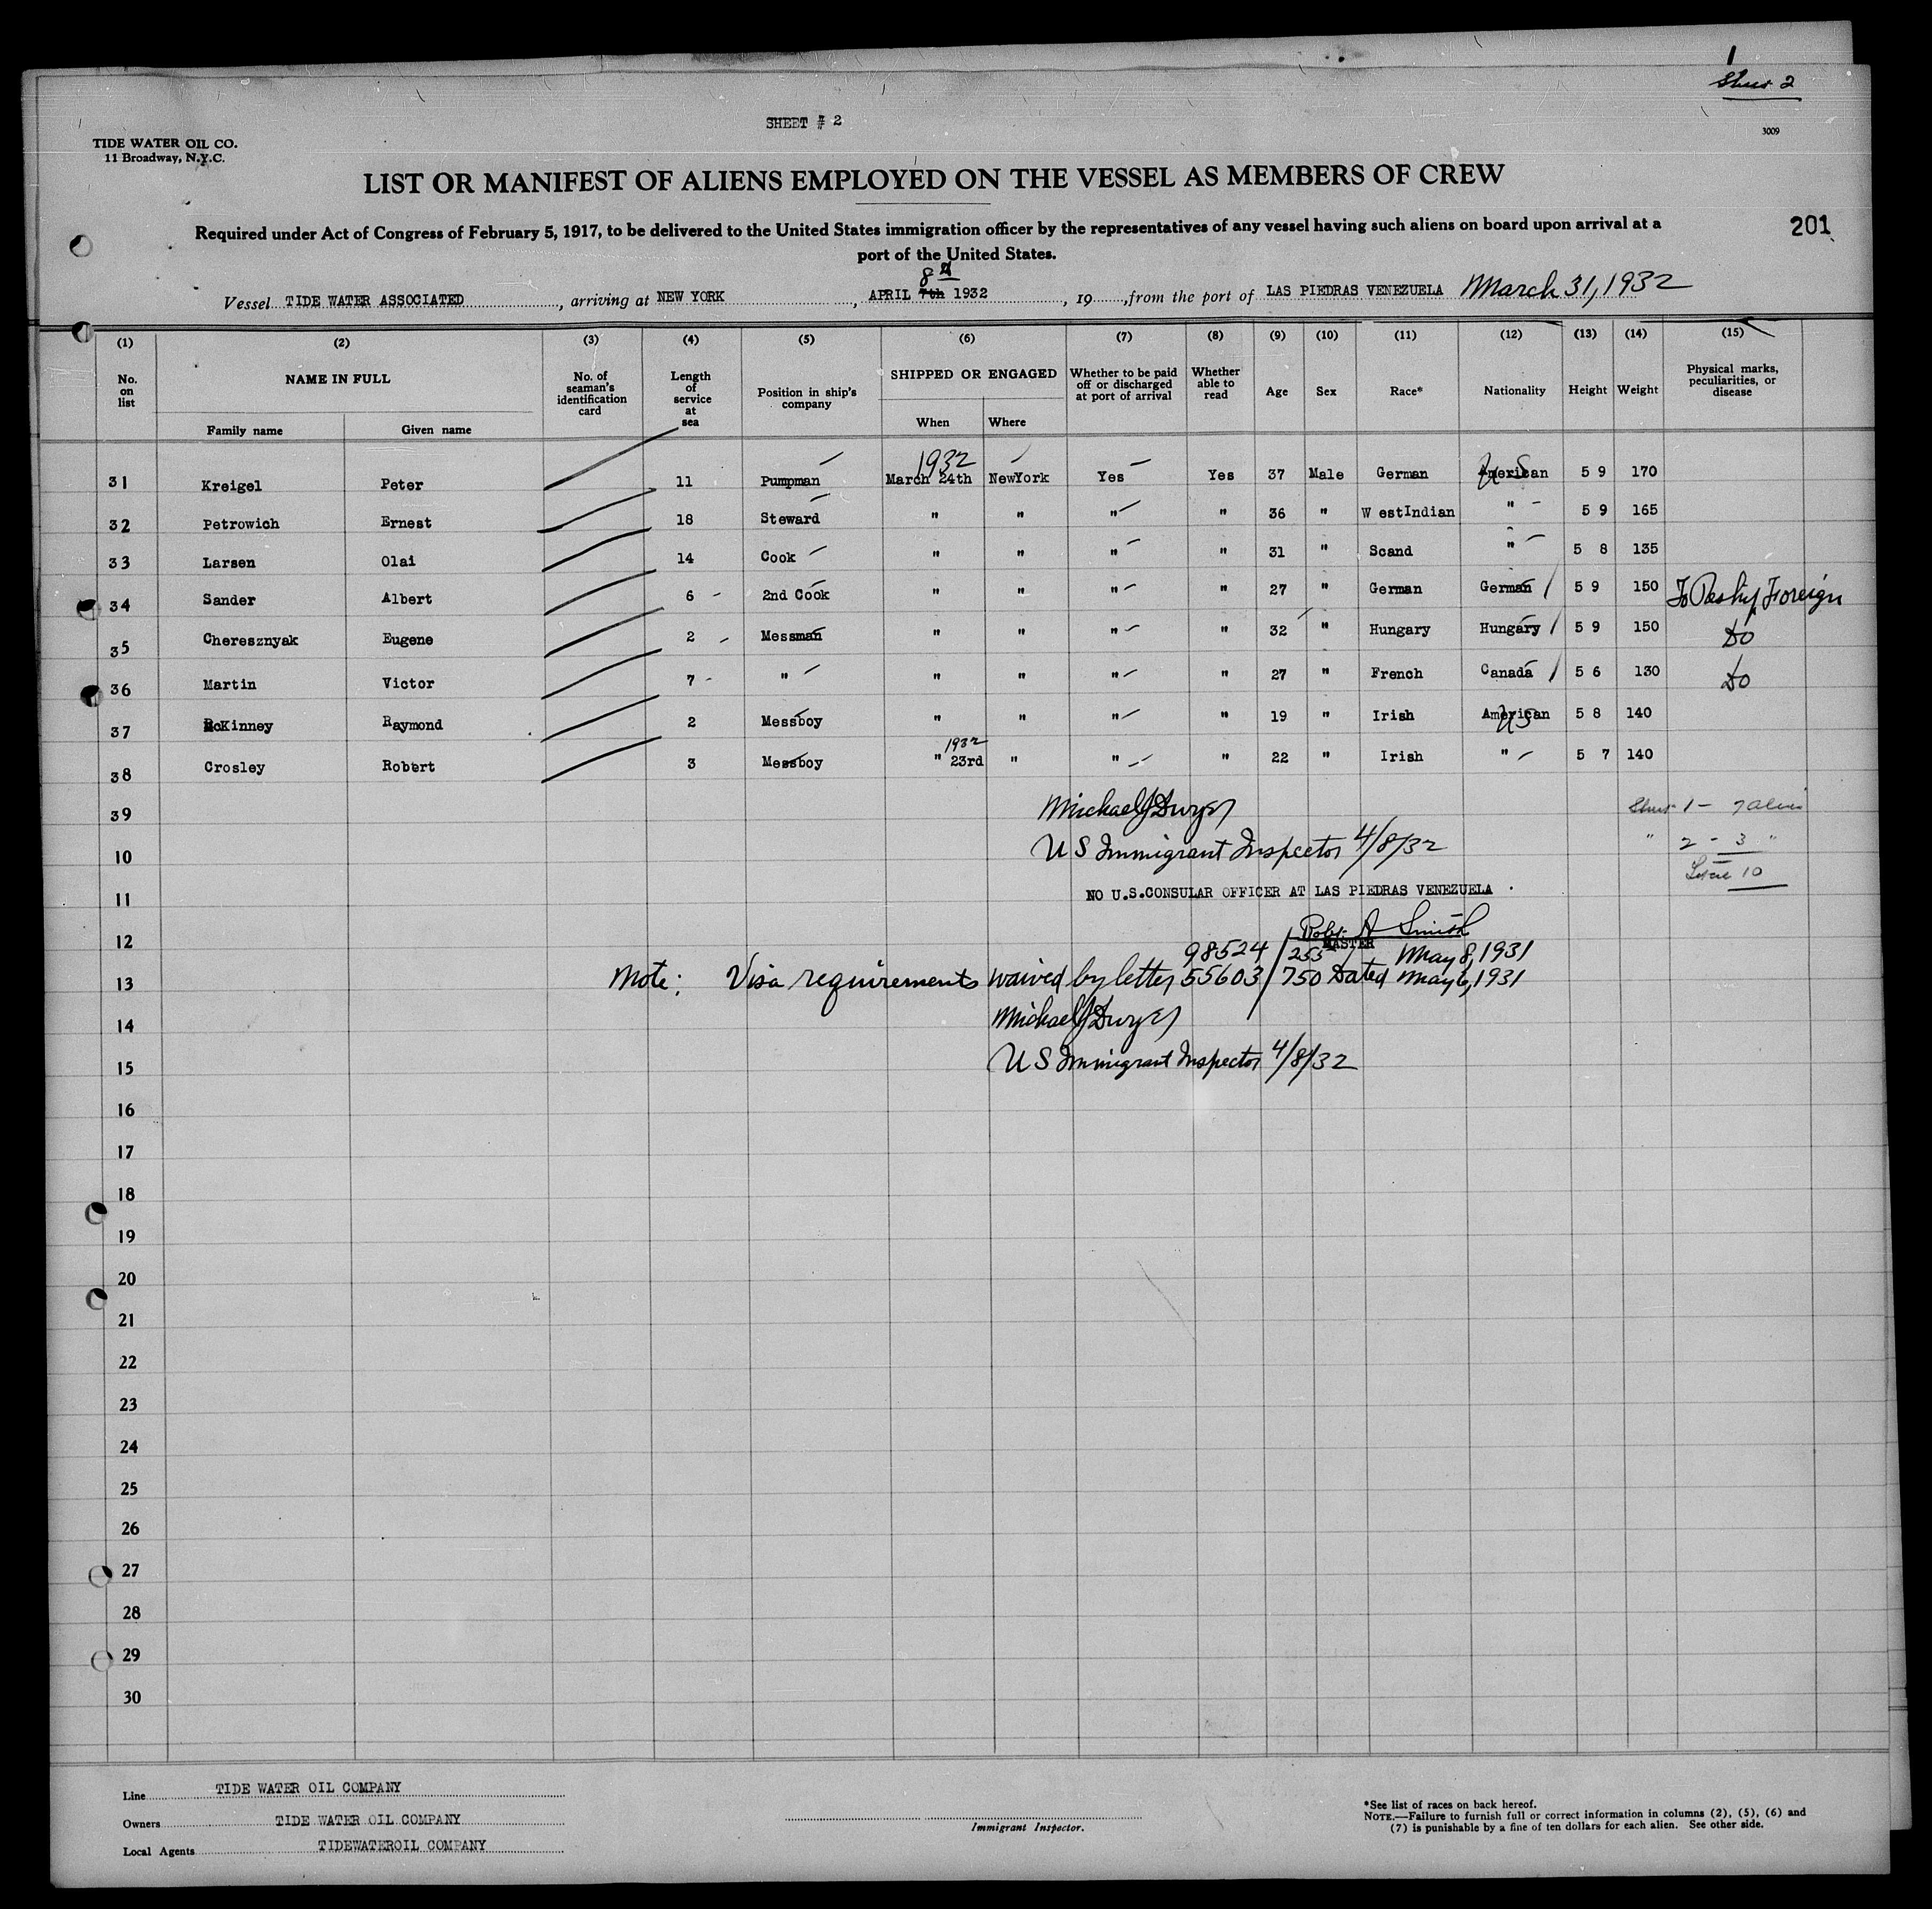 1
Sheet 2
SHEET # 2
3009
TIDE WATER OIL CO.
11 Broadway, N.Y.C.
LIST OR MANIFEST OF ALIENS EMPLOYED ON THE VESSEL AS MEMBERS OF CREW
201
Required under Act of Congress of February 5, 1917, to be delivered to the United States immigration officer by the representatives of any vessel having such aliens on board upon arrival at a
port of the United States.
8th
Vessel TIDE WATER ASSOCIATED, arriving at NEW YORK, APRIL 7th 1932, 19, from the port of LAS PIEDRAS VENEZUELA March 31, 1932
(1) (2) (3) (4) (5) (6) (7) (8) (9) (10) (11) (12) (13) (14) (15)
No. on list NAME IN FULL No. of seaman's identification card Length of service at sea Position in ship's company SHIPPED OR ENGAGED Whether to be paid off or discharged at port of arrival Whether able to read Age Sex Race* Nationality Height Weight Physical marks, peculiarities, or disease
Family name Given name When Where
1932
31 Kreigel Peter 11 Pumpman March 24th NewYork Yes Yes 37 Male German American US 5 9 170
32 Petrowich Ernest 18 Steward " " " " 36 " WestIndian " 5 9 165
33 Larsen Olai 14 Cook " " " " 31 " Scand " 5 8 135
34 Sander Albert 6 2nd Cook " " " " 27 " German German 5 9 150 To Reship Foreign
35 Cheresznyak Eugene 2 Messman " " " " 32 " Hungary Hungary 5 9 150 Do
36 Martin Victor 7 " " " " " 27 " French Canada 5 6 130 Do
37 McKinney Raymond 2 Messboy " " " " 19 " Irish American US 5 8 140
1932
38 Crosley Robert 3 Messboy " 23rd " " " 22 " Irish " 5 7 140
39 Michael J Dwyer Sheet 1 - 7 aliens
10 US Immigrant Inspector 4/8/32 " 2 - 3 "
10
11 NO U.S.CONSULAR OFFICER AT LAS PIEDRAS VENEZUELA.
Robt. A Smith
12 MASTER
98524/255 May 8, 1931
13 Note: Visa requirements waived by letter 55603/750 Dated May 6, 1931
14 Michael J Dwyer
15 US Immigrant Inspector 4/8/32
16
17
18
19
20
21
22
23
24
25
26
27
28
29
30
Line TIDE WATER OIL COMPANY
Owners TIDE WATER OIL COMPANY
Local Agents TIDEWATEROIL COMPANY
Immigrant Inspector.
*See list of races on back hereof.
NOTE.—Failure to furnish full or correct information in columns (2), (5), (6) and
(7) is punishable by a fine of ten dollars for each alien. See other side.